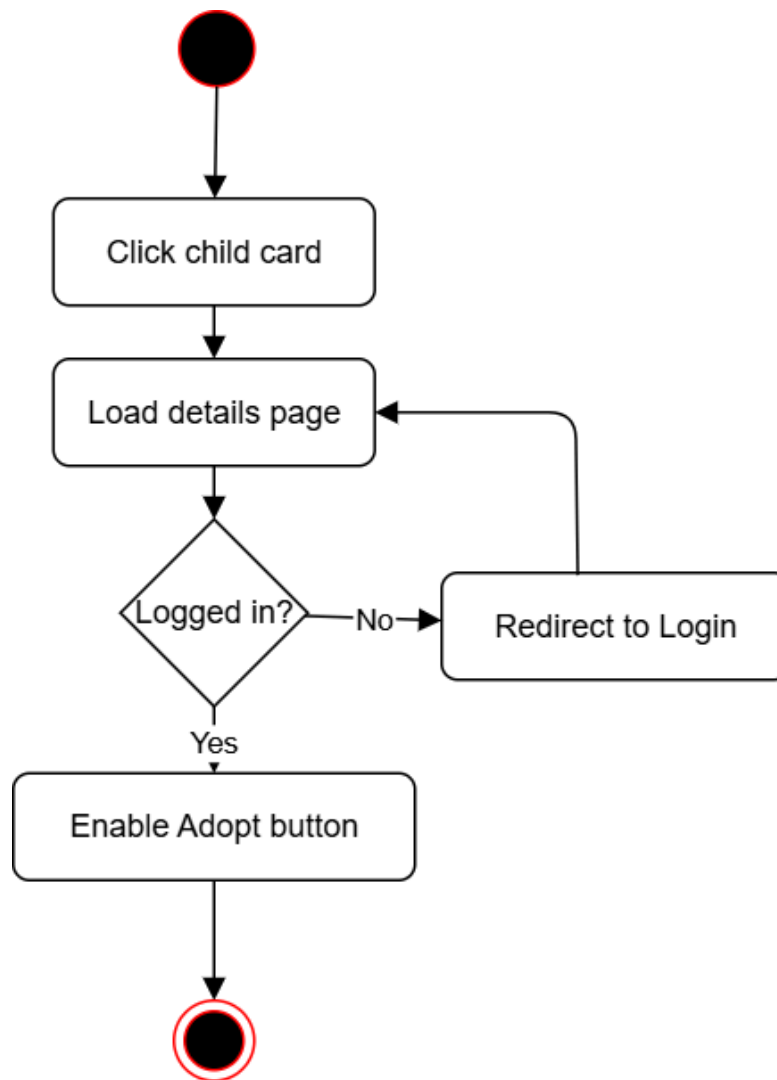 Click child card
Load details page
Logged in?
No
Redirect to Login
Yes
Enable Adopt button